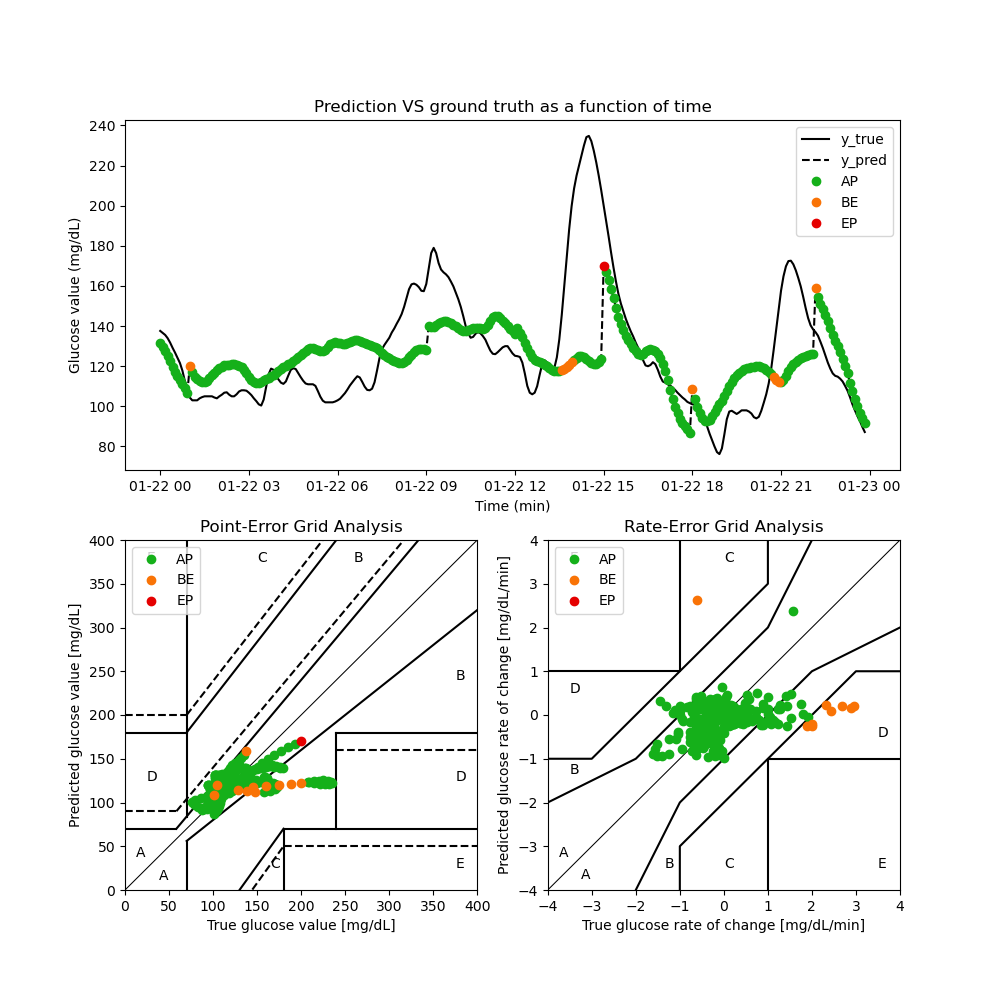 Prediction VS ground truth as a function of time
Glucose value (mg/dL)
240
220
200
180
160
140
120
100
80
y_true
y_pred
AP
BE
EP
01-22 00 01-22 03 01-22 06 01-22 09 01-22 12 01-22 15 01-22 18 01-22 21 01-23 00
Time (min)
Point-Error Grid Analysis
Predicted glucose value [mg/dL]
400
350
300
250
200
150
100
50
0
AP
BE
EP
C
B
B
D
D
A
A
C
E
0 50 100 150 200 250 300 350 400
True glucose value [mg/dL]
Rate-Error Grid Analysis
Predicted glucose rate of change [mg/dL/min]
4
3
2
1
0
−1
−2
−3
−4
AP
BE
EP
C
D
D
B
A
A
B
C
E
−4 −3 −2 −1 0 1 2 3 4
True glucose rate of change [mg/dL/min]